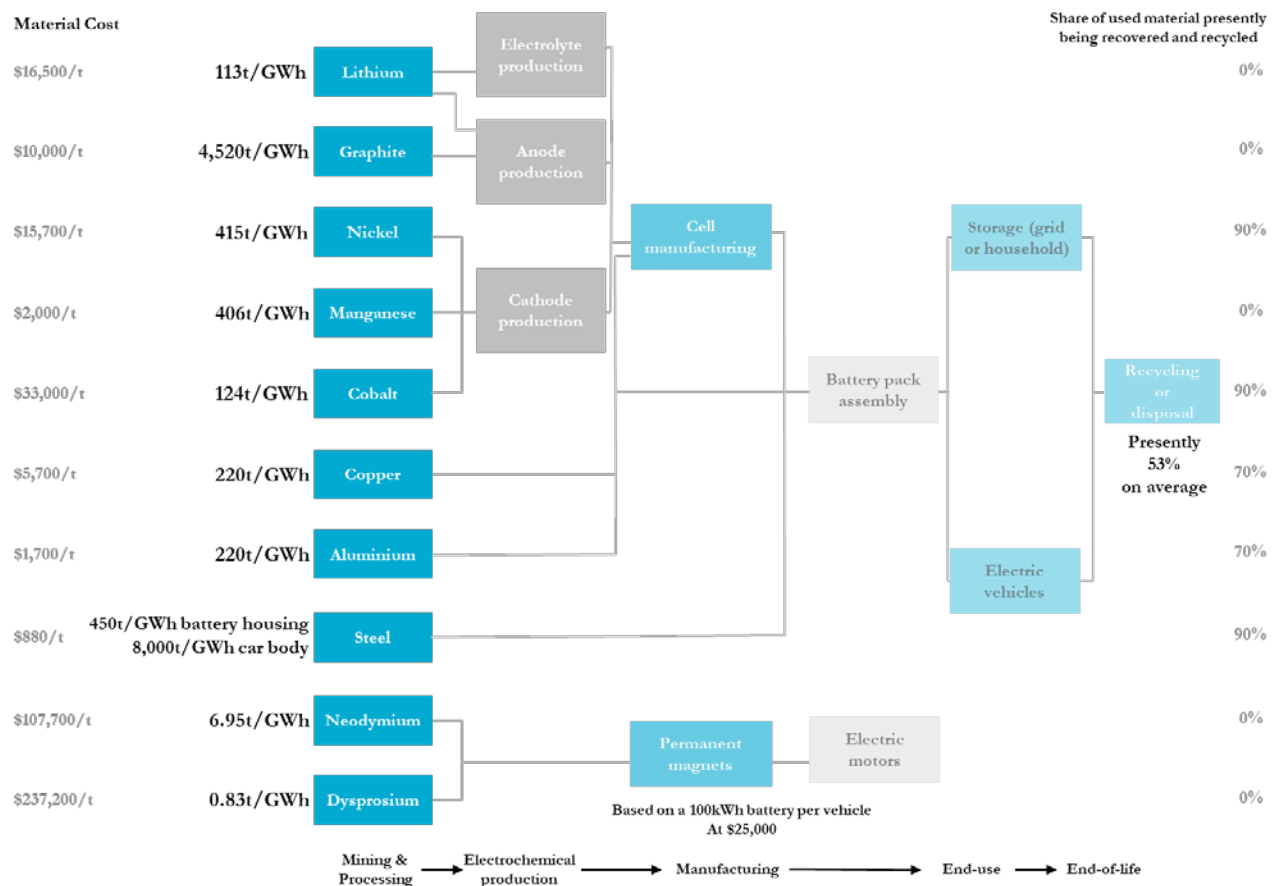 Material Cost
Share of used material presently
being recovered and recycled
$16,500/t
113t/GWh
Lithium
Electrolyte
production
0%
$10,000/t
4,520t/GWh
Graphite
Anode
production
0%
$15,700/t
415t/GWh
Nickel
Cell
manufacturing
Storage (grid
or household)
90%
$2,000/t
406t/GWh
Manganese
Cathode
production
0%
$33,000/t
124t/GWh
Cobalt
Battery pack
assembly
Recycling
or
disposal
90%
Presently
53%
on average
$5,700/t
220t/GWh
Copper
70%
$1,700/t
220t/GWh
Aluminium
Electric
vehicles
70%
$880/t
450t/GWh battery housing
8,000t/GWh car body
Steel
90%
$107,700/t
6.95t/GWh
Neodymium
Permanent
magnets
Electric
motors
0%
$237,200/t
0.83t/GWh
Dysprosium
0%
Based on a 100kWh battery per vehicle
At $25,000
Mining &
Processing
Electrochemical
production
Manufacturing
End-use
End-of-life